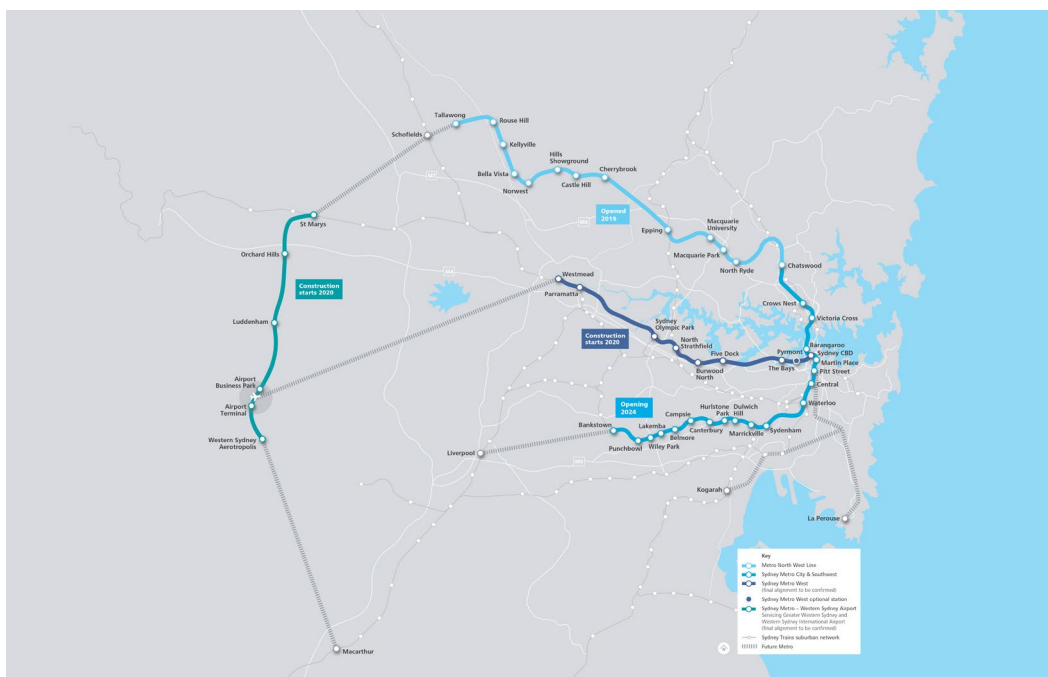 Tallawong
Rouse Hill
Schofields
Kellyville
Hills
Showground
Cherrybrook
Bella Vista
Norwest
Castle Hill
Opened
2019
Macquarie
University
St Marys
Epping
Macquarie Park
North Ryde
Orchard Hills
Chatswood
Westmead
Construction
starts 2020
Parramatta
Crows Nest
Victoria Cross
Luddenham
Sydney
Olympic Park
Construction
starts 2020
North
Strathfield
Five Dock
Pyrmont
Barangaroo
Sydney CBD
Martin Place
The Bays
Burwood
North
Pitt Street
Airport
Business Park
Central
Airport
Terminal
Opening
2024
Waterloo
Bankstown
Lakemba
Campsie
Hurlstone
Park
Dulwich
Hill
Canterbury
Belmore
Marrickville
Sydenham
Punchbowl
Wiley Park
Western Sydney
Aerotropolis
Liverpool
Kogarah
La Perouse
Macarthur
Key
Metro North West Line
Sydney Metro City & Southwest
Sydney Metro West
(final alignment to be confirmed)
Sydney Metro West optional station
Sydney Metro – Western Sydney Airport
Servicing Greater Western Sydney and
Western Sydney International Airport
(final alignment to be confirmed)
Sydney Trains suburban network
Future Metro